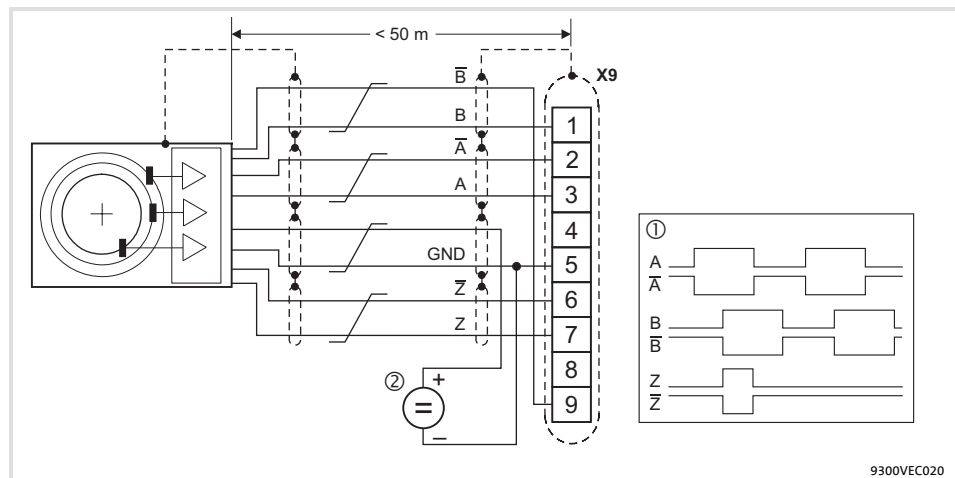 < 50 m
X9
B̅
B
A̅
A
GND
Z̅
Z
1
2
3
4
5
6
7
8
9
②
+
=
–
①
A
A̅
B
B̅
Z
Z̅
9300VEC020